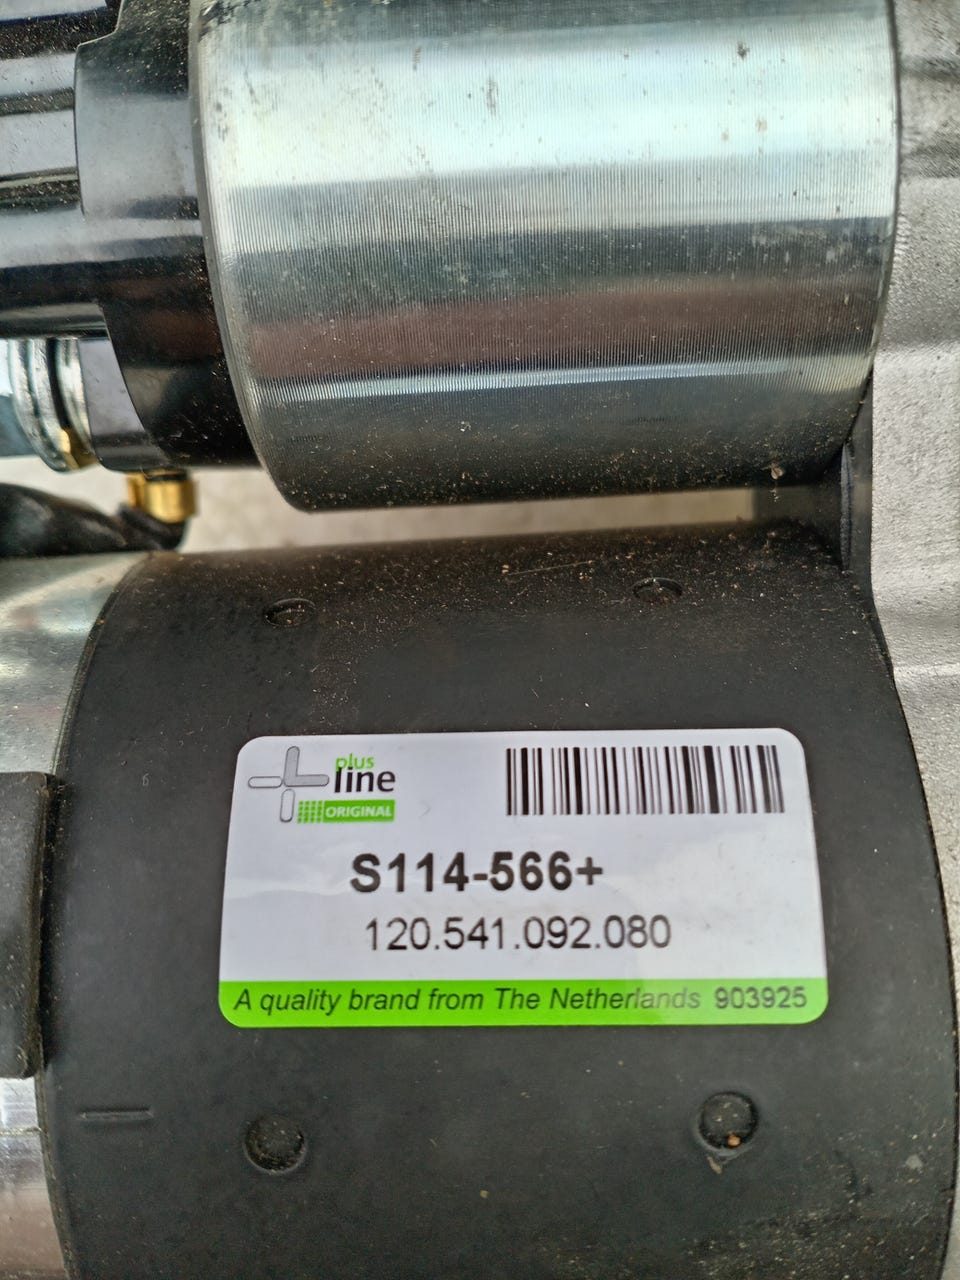 plus
line
ORIGINAL
S114-566+
120.541.092.080
A quality brand from The Netherlands 903925